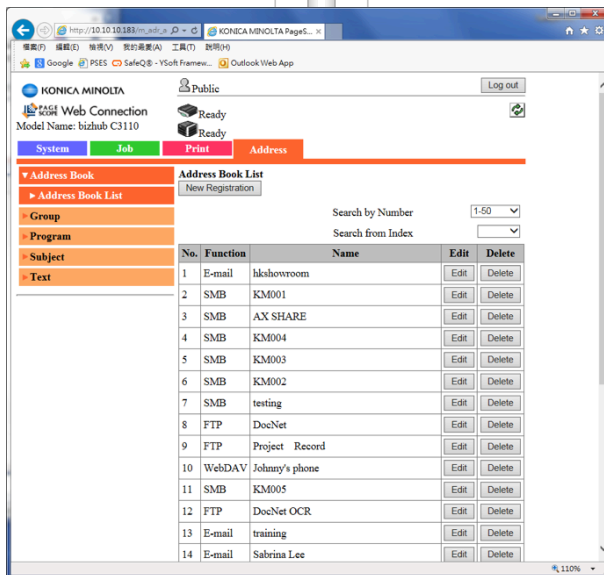 http://10.10.10.183/m_adr_a
KONICA MINOLTA PageS...
檔案(F) 編輯(E) 檢視(V) 我的最愛(A) 工具(T) 說明(H)
Google PSES SafeQ® - YSoft Framew... Outlook Web App
KONICA MINOLTA
PAGE SCOPE Web Connection
Model Name: bizhub C3110
Public
Log out
Ready
Ready
System Job Print Address
Address Book
Address Book List
Group
Program
Subject
Text
Address Book List
New Registration
Search by Number 1-50
Search from Index
No. Function Name Edit Delete
1 E-mail hkshowroom Edit Delete
2 SMB KM001 Edit Delete
3 SMB AX SHARE Edit Delete
4 SMB KM004 Edit Delete
5 SMB KM003 Edit Delete
6 SMB KM002 Edit Delete
7 SMB testing Edit Delete
8 FTP DocNet Edit Delete
9 FTP Project Record Edit Delete
10 WebDAV Johnny's phone Edit Delete
11 SMB KM005 Edit Delete
12 FTP DocNet OCR Edit Delete
13 E-mail training Edit Delete
14 E-mail Sabrina Lee Edit Delete
110%